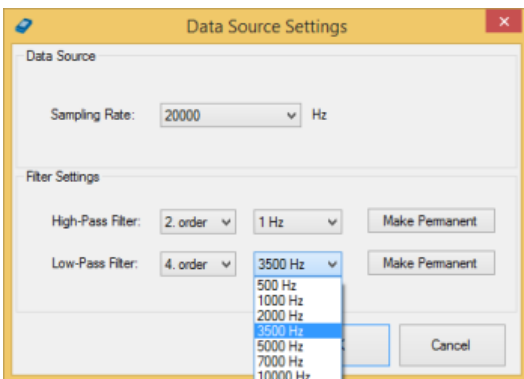 Data Source Settings
Data Source
Sampling Rate: 20000 Hz
Filter Settings
High-Pass Filter: 2. order 1 Hz Make Permanent
Low-Pass Filter: 4. order 3500 Hz Make Permanent
500 Hz
1000 Hz
2000 Hz
3500 Hz
5000 Hz
7000 Hz
10000 Hz
Cancel